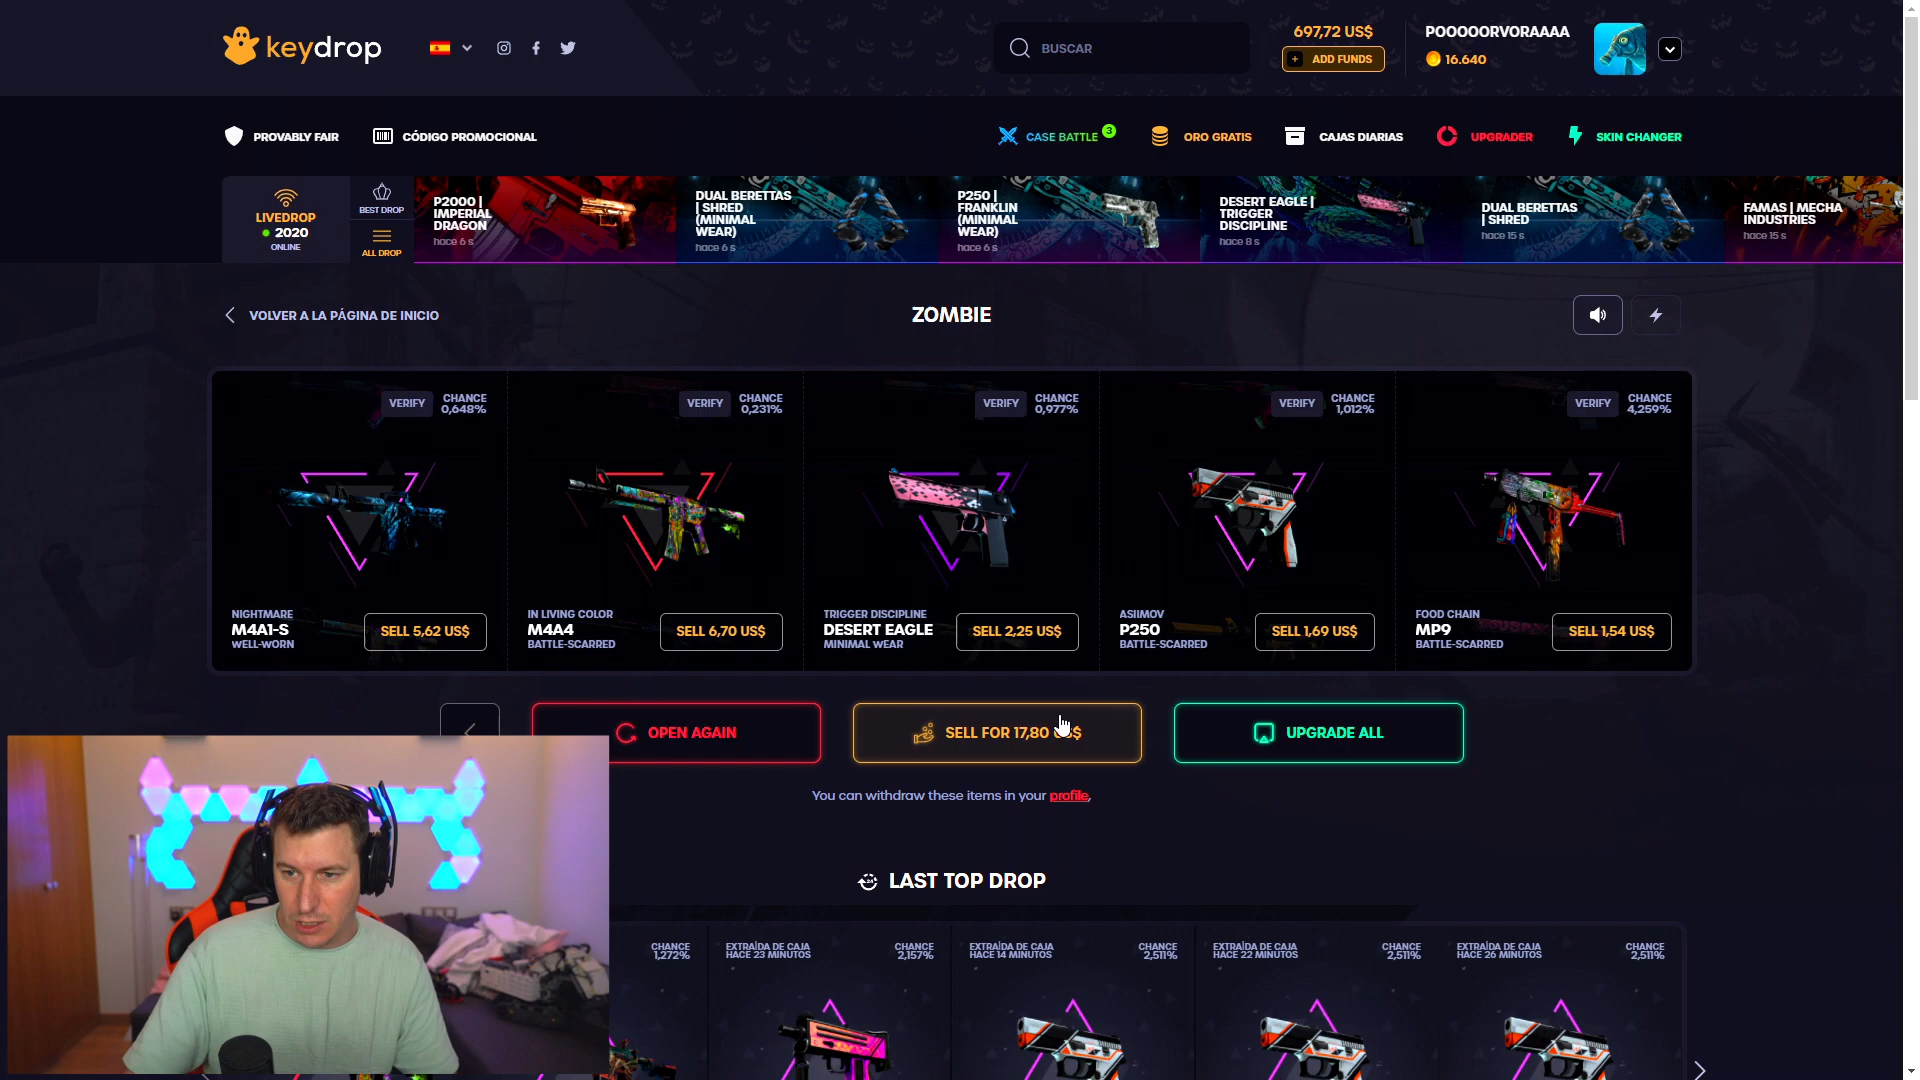 keydrop
BUSCAR
697,72 US$
+ ADD FUNDS
POOOOORVORAAAA
16.640
PROVABLY FAIR
CÓDIGO PROMOCIONAL
CASE BATTLE 3
ORO GRATIS
CAJAS DIARIAS
UPGRADER
SKIN CHANGER
LIVEDROP
2020
ONLINE
BEST DROP
ALL DROP
P2000 |
IMPERIAL
DRAGON
hace 6 s
DUAL BERETTAS
| SHRED
(MINIMAL
WEAR)
hace 6 s
P250 |
FRANKLIN
(MINIMAL
WEAR)
hace 6 s
DESERT EAGLE |
TRIGGER
DISCIPLINE
hace 8 s
DUAL BERETTAS
| SHRED
hace 15 s
FAMAS | MECHA
INDUSTRIES
hace 15 s
VOLVER A LA PÁGINA DE INICIO
ZOMBIE
VERIFY
CHANCE
0,648%
NIGHTMARE
M4A1-S
WELL-WORN
SELL 5,62 US$
VERIFY
CHANCE
0,231%
IN LIVING COLOR
M4A4
BATTLE-SCARRED
SELL 6,70 US$
VERIFY
CHANCE
0,977%
TRIGGER DISCIPLINE
DESERT EAGLE
MINIMAL WEAR
SELL 2,25 US$
VERIFY
CHANCE
1,012%
ASIIMOV
P250
BATTLE-SCARRED
SELL 1,69 US$
VERIFY
CHANCE
4,259%
FOOD CHAIN
MP9
BATTLE-SCARRED
SELL 1,54 US$
OPEN AGAIN
SELL FOR 17,80 US$
UPGRADE ALL
You can withdraw these items in your profile,
LAST TOP DROP
CHANCE
1,272%
EXTRAÍDA DE CAJA
HACE 23 MINUTOS
CHANCE
2,157%
EXTRAÍDA DE CAJA
HACE 14 MINUTOS
CHANCE
2,511%
EXTRAÍDA DE CAJA
HACE 22 MINUTOS
CHANCE
2,511%
EXTRAÍDA DE CAJA
HACE 26 MINUTOS
CHANCE
2,511%